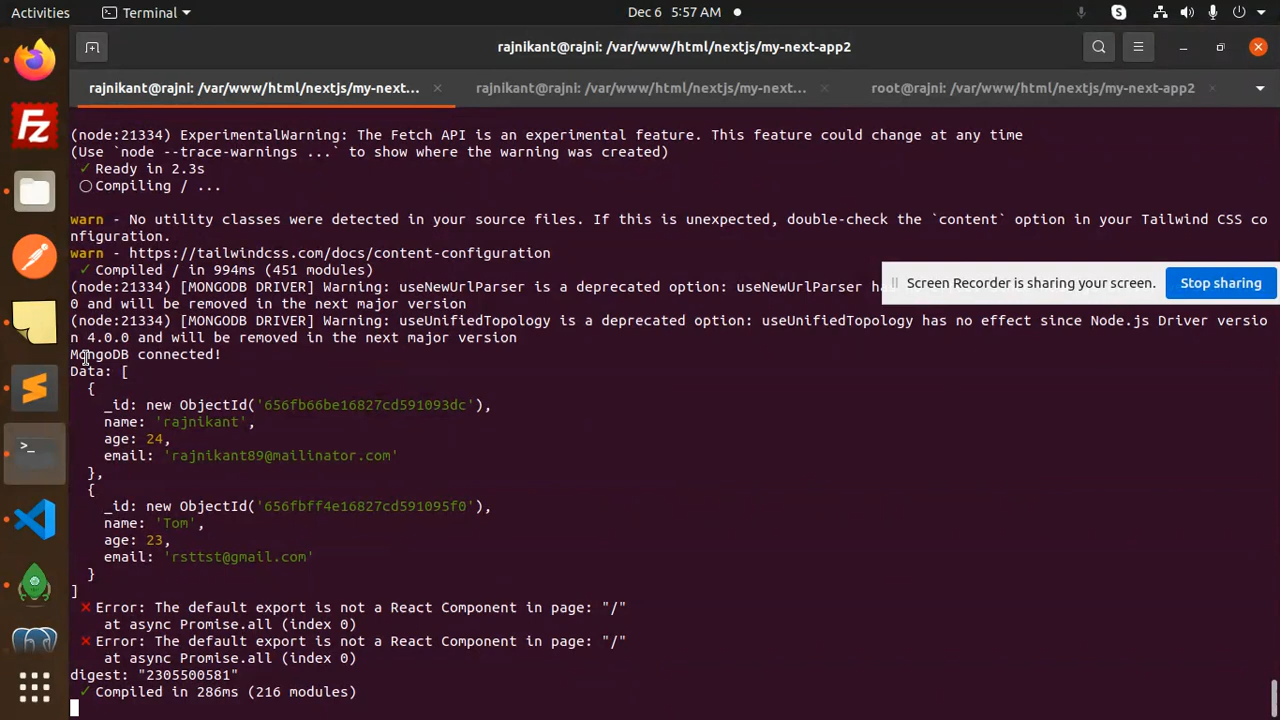 Activities
Terminal
Dec 6 5:57 AM
rajnikant@rajni: /var/www/html/nextjs/my-next-app2
rajnikant@rajni: /var/www/html/nextjs/my-next...
rajnikant@rajni: /var/www/html/nextjs/my-next...
root@rajni: /var/www/html/nextjs/my-next-app2
(node:21334) ExperimentalWarning: The Fetch API is an experimental feature. This feature could change at any time
(Use `node --trace-warnings ...` to show where the warning was created)
✓ Ready in 2.3s
○ Compiling / ...
warn - No utility classes were detected in your source files. If this is unexpected, double-check the `content` option in your Tailwind CSS co
nfiguration.
warn - https://tailwindcss.com/docs/content-configuration
✓ Compiled / in 994ms (451 modules)
(node:21334) [MONGODB DRIVER] Warning: useNewUrlParser is a deprecated option: useNewUrlParser
0 and will be removed in the next major version
(node:21334) [MONGODB DRIVER] Warning: useUnifiedTopology is a deprecated option: useUnifiedTopology has no effect since Node.js Driver versio
n 4.0.0 and will be removed in the next major version
MongoDB connected!
Data: [
{
_id: new ObjectId('656fb66be16827cd591093dc'),
name: 'rajnikant',
age: 24,
email: 'rajnikant89@mailinator.com'
},
{
_id: new ObjectId('656fbff4e16827cd591095f0'),
name: 'Tom',
age: 23,
email: 'rsttst@gmail.com'
}
]
⨯ Error: The default export is not a React Component in page: "/"
at async Promise.all (index 0)
⨯ Error: The default export is not a React Component in page: "/"
at async Promise.all (index 0)
digest: "2305500581"
✓ Compiled in 286ms (216 modules)
Screen Recorder is sharing your screen.
Stop sharing